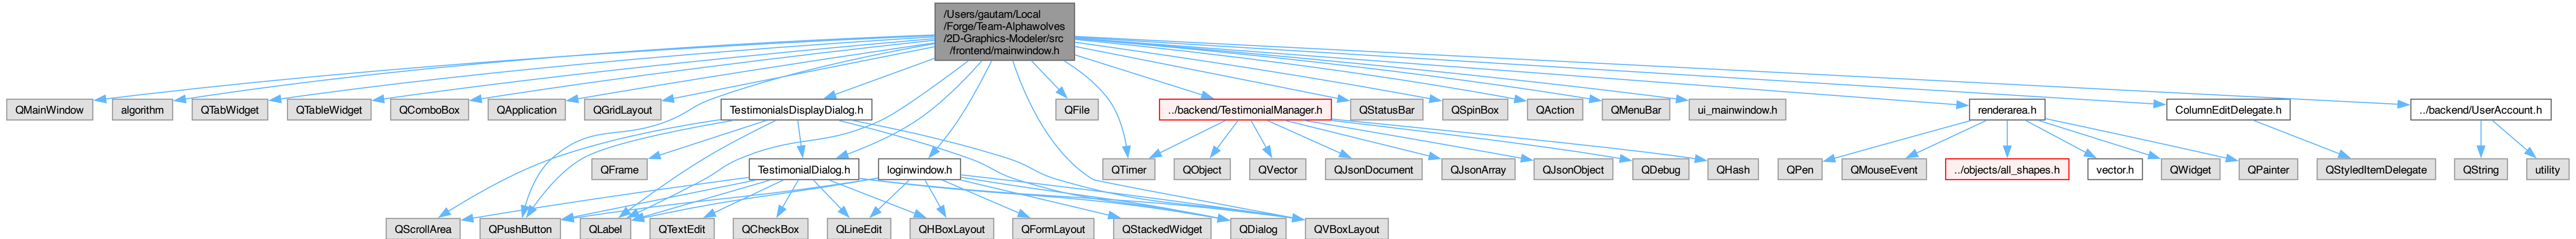 /Users/gautam/Local
/Forge/Team-Alphawolves
/2D-Graphics-Modeler/src
/frontend/mainwindow.h
QMainWindow
algorithm
QTabWidget
QTableWidget
QComboBox
QApplication
QGridLayout
TestimonialsDisplayDialog.h
QFile
../backend/TestimonialManager.h
QStatusBar
QSpinBox
QAction
QMenuBar
ui_mainwindow.h
renderarea.h
ColumnEditDelegate.h
../backend/UserAccount.h
QFrame
TestimonialDialog.h
loginwindow.h
QTimer
QObject
QVector
QJsonDocument
QJsonArray
QJsonObject
QDebug
QHash
QPen
QMouseEvent
../objects/all_shapes.h
vector.h
QWidget
QPainter
QStyledItemDelegate
QString
utility
QScrollArea
QPushButton
QLabel
QTextEdit
QCheckBox
QLineEdit
QHBoxLayout
QFormLayout
QStackedWidget
QDialog
QVBoxLayout